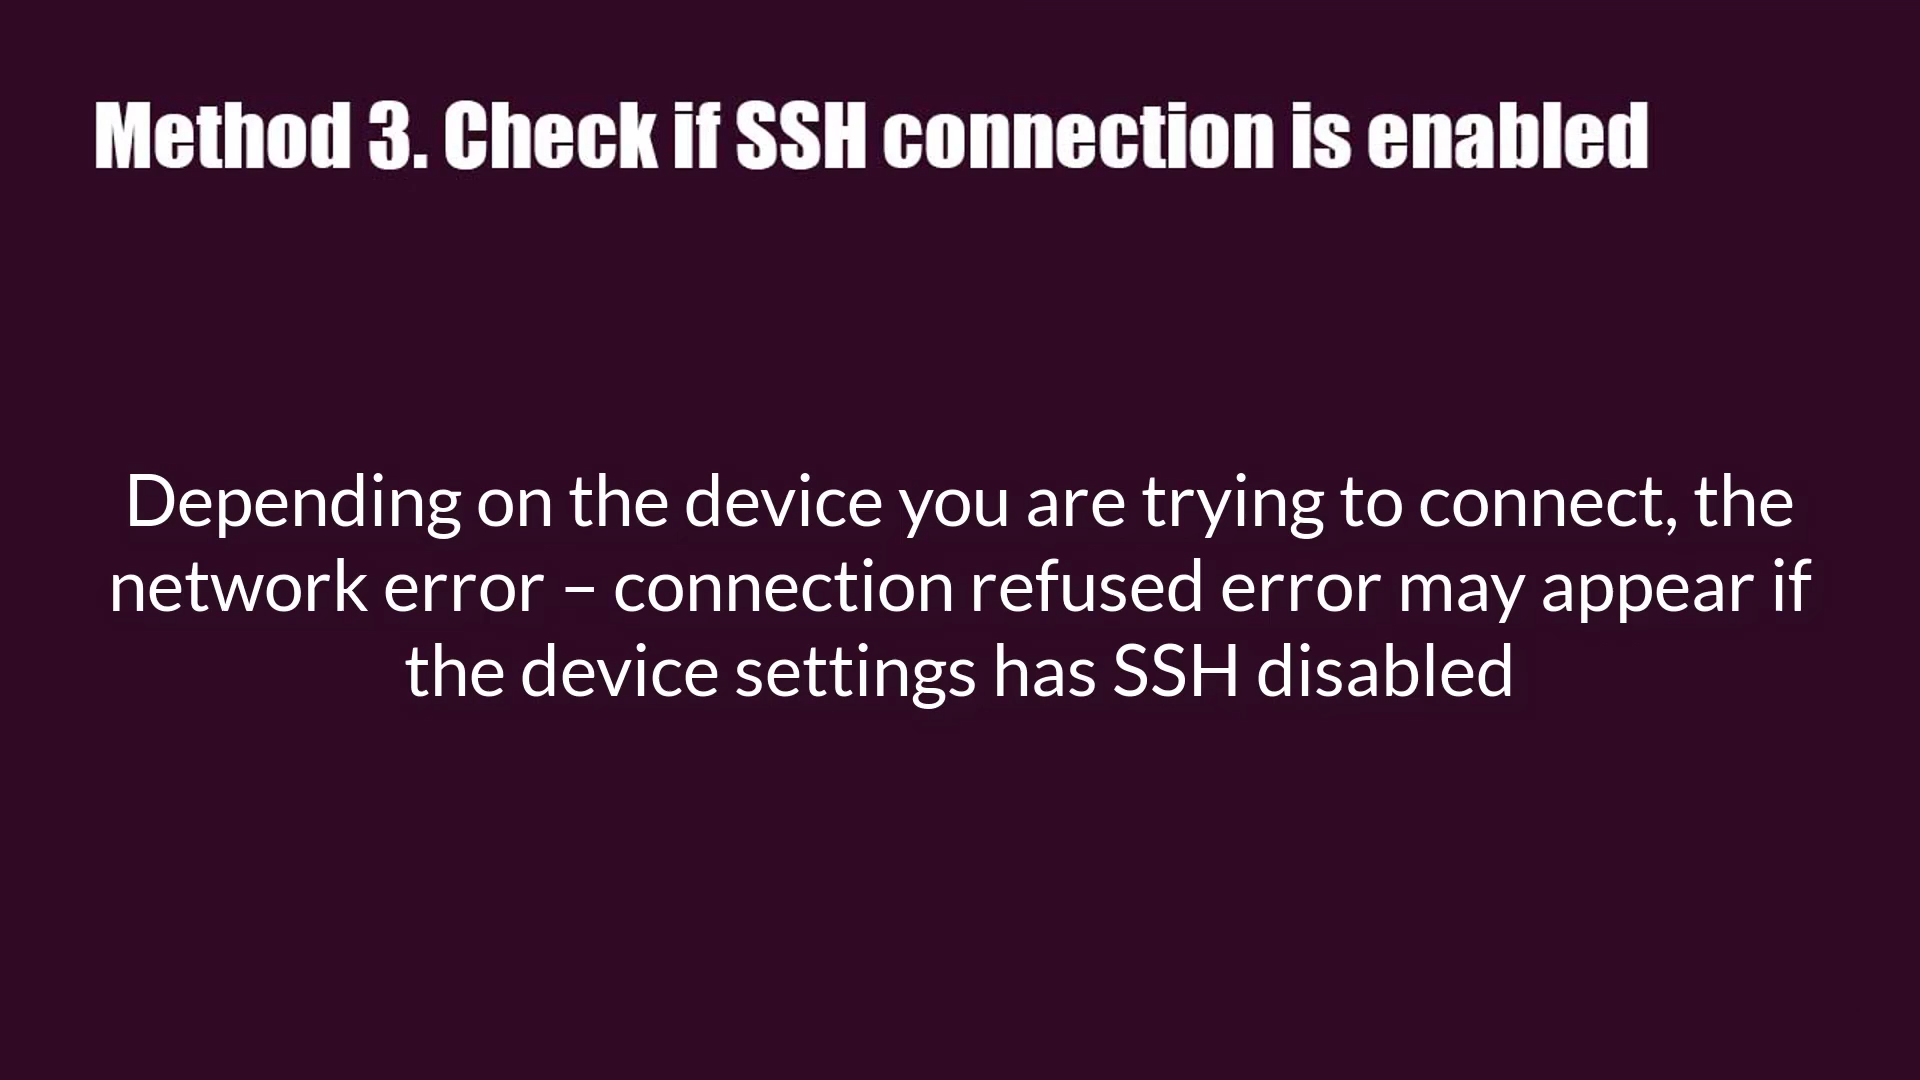 Method 3. Check if SSH connection is enabled
Depending on the device you are trying to connect, the
network error – connection refused error may appear if
the device settings has SSH disabled